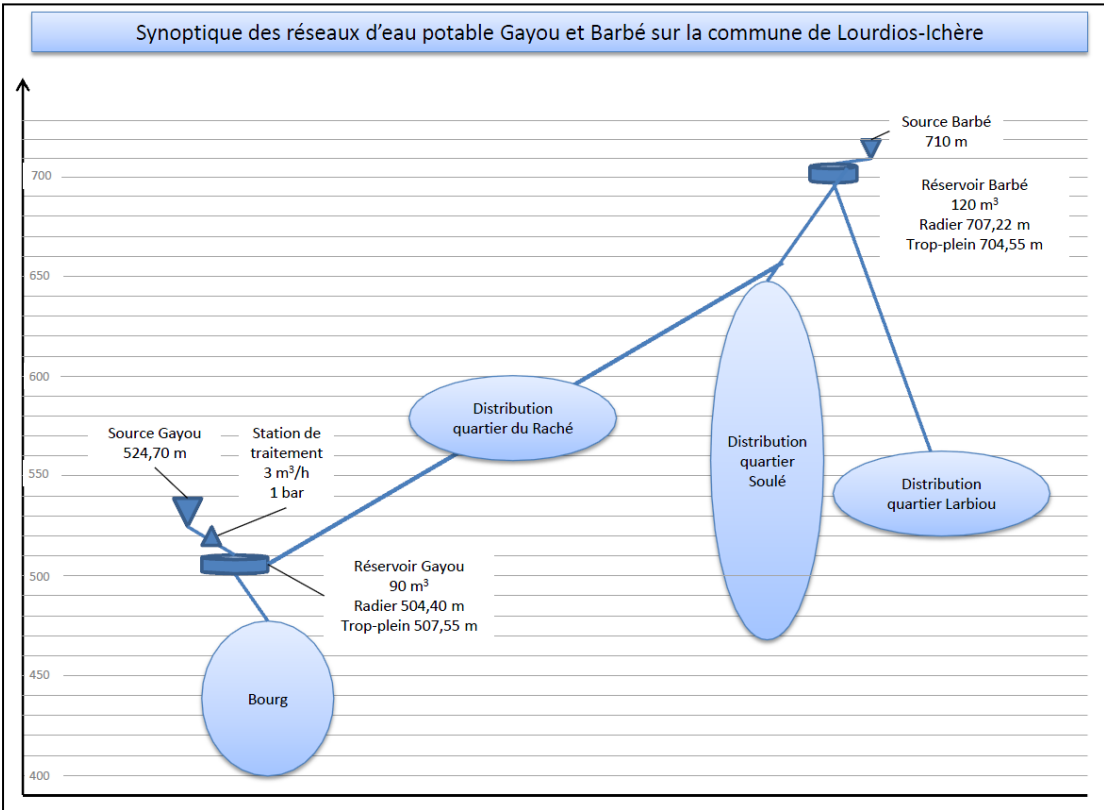 Synoptique des réseaux d'eau potable Gayou et Barbé sur la commune de Lourdios-Ichère
Source Barbé
710 m
700
Réservoir Barbé
120 m³
Radier 707,22 m
Trop-plein 704,55 m
650
600
Distribution
quartier du Raché
Source Gayou
524,70 m
Station de
traitement
3 m³/h
1 bar
Distribution
quartier
Soulé
550
Distribution
quartier Larbiou
500
Réservoir Gayou
90 m³
Radier 504,40 m
Trop-plein 507,55 m
450
Bourg
400